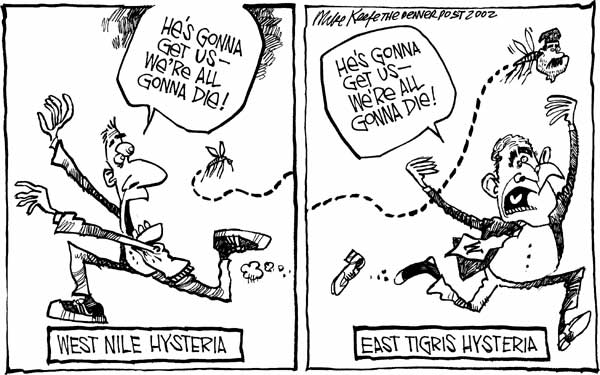 HE'S GONNA
GET US—
WE'RE ALL
GONNA DIE!
WEST NILE HYSTERIA
MIKE KEEFE THE DENVER POST 2002
HE'S GONNA
GET US—
WE'RE ALL
GONNA DIE!
W
EAST TIGRIS HYSTERIA